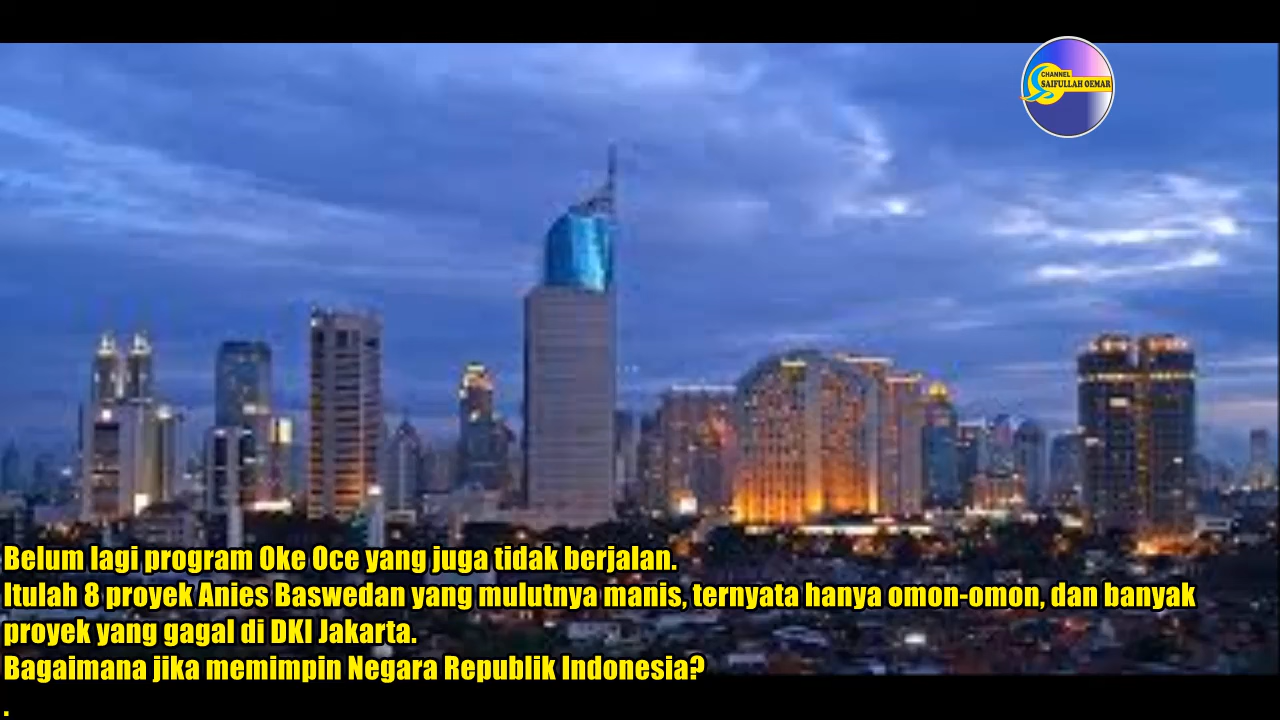 CHANNEL
SAIFULLAH OEMAR
Belum lagi program Oke Oce yang juga tidak berjalan.
Itulah 8 proyek Anies Baswedan yang mulutnya manis, ternyata hanya omon-omon, dan banyak
proyek yang gagal di DKI Jakarta.
Bagaimana jika memimpin Negara Republik Indonesia?
.